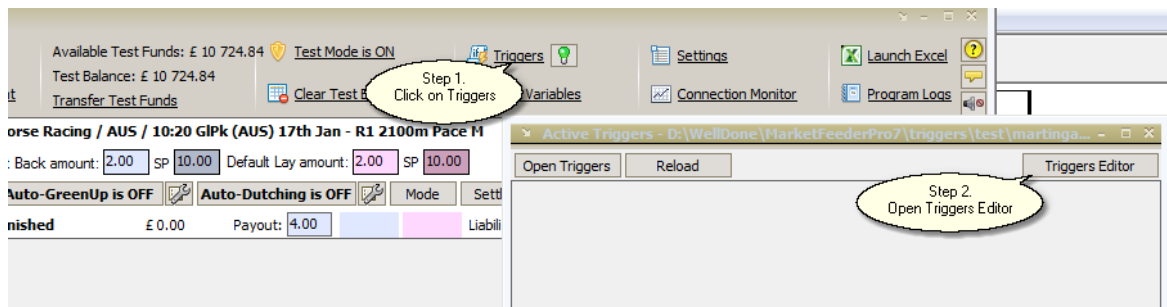 Available Test Funds: £ 10 724.84
Test Mode is ON
Triggers
Settings
Launch Excel
Test Balance: £ 10 724.84
Step 1.
Click on Triggers
Transfer Test Funds
Clear Test
Variables
Connection Monitor
Program Logs
orse Racing / AUS / 10:20 GlPk (AUS) 17th Jan - R1 2100m Pace M
Back amount: 2.00 SP 10.00 Default Lay amount: 2.00 SP 10.00
Auto-GreenUp is OFF Auto-Dutching is OFF Mode Settl
nished £ 0.00 Payout: 4.00 Liabili
Active Triggers - D:\WellDone\MarketFeederPro7\triggers\test\martinga...
Open Triggers Reload Triggers Editor
Step 2.
Open Triggers Editor